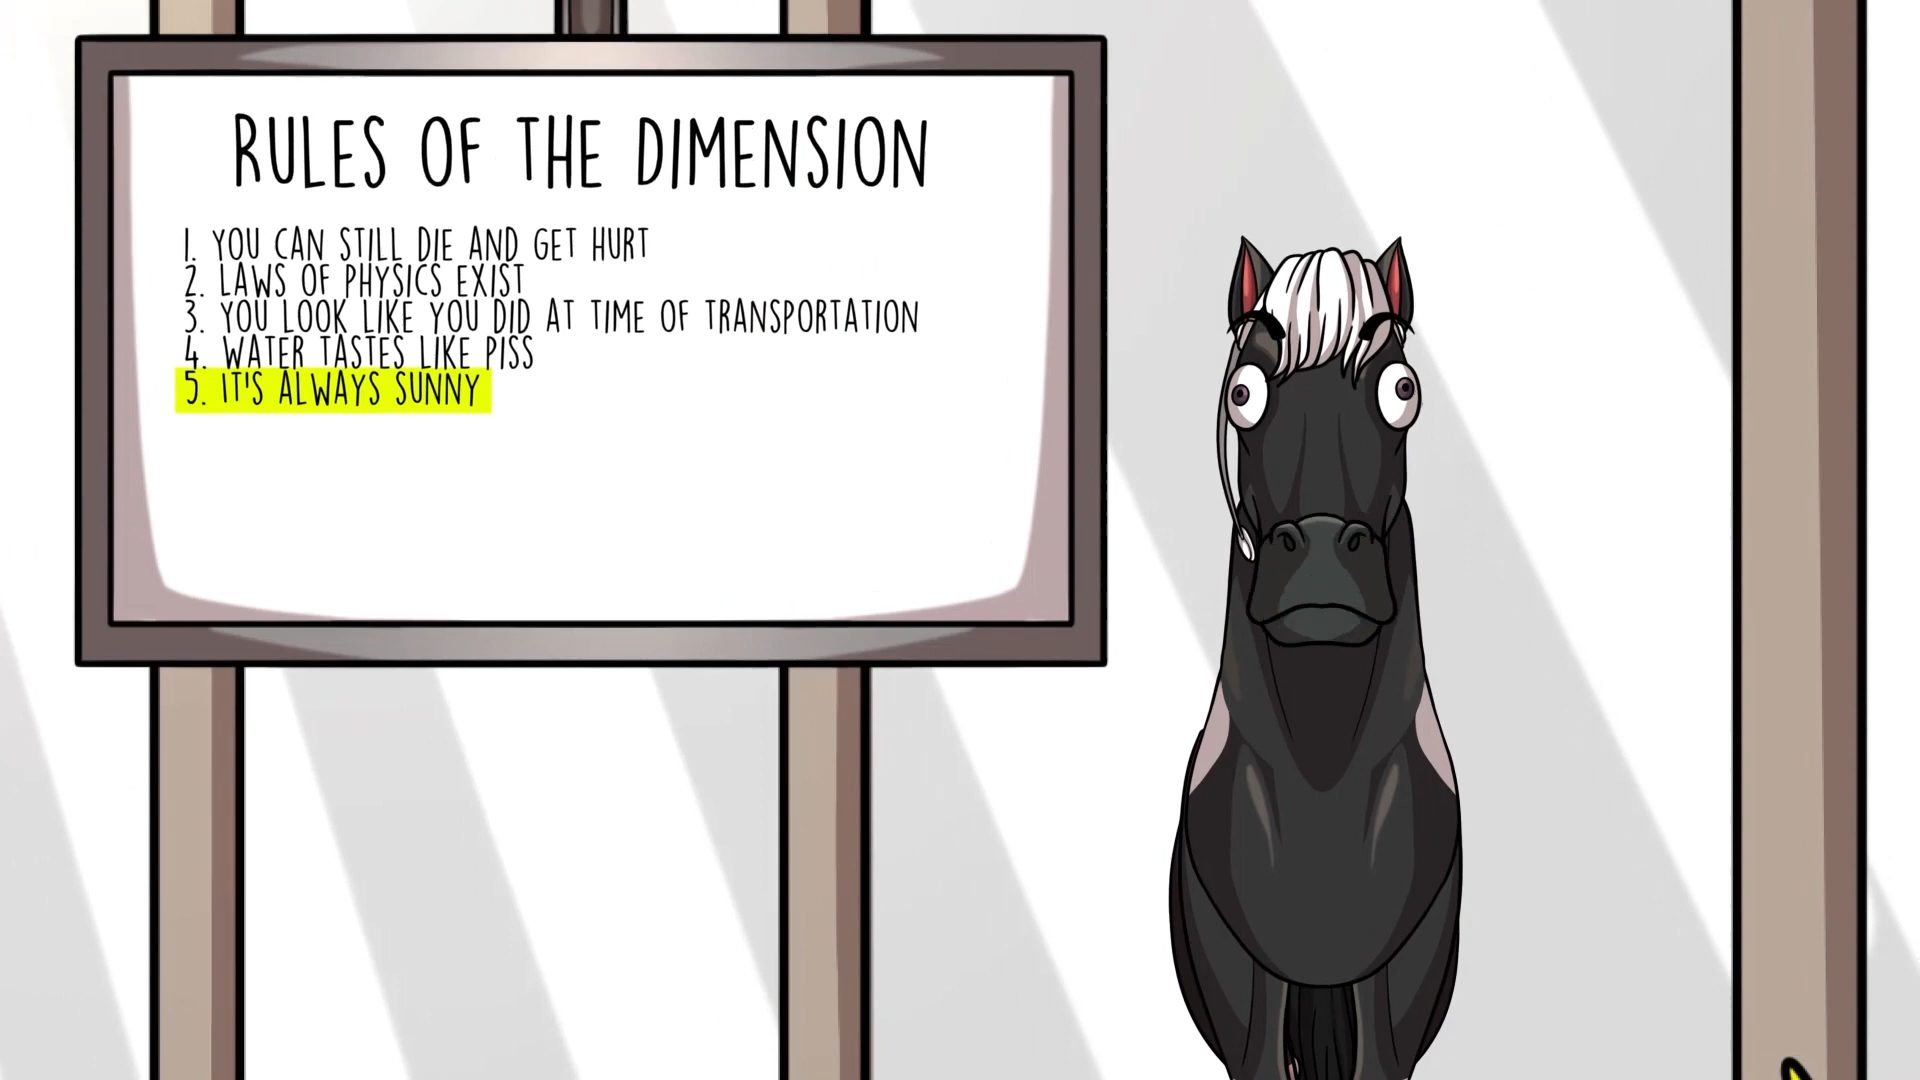 RULES OF THE DIMENSION
1. YOU CAN STILL DIE AND GET HURT
2. LAWS OF PHYSICS EXIST
3. YOU LOOK LIKE YOU DID AT TIME OF TRANSPORTATION
4. WATER TASTES LIKE PISS
5. IT'S ALWAYS SUNNY